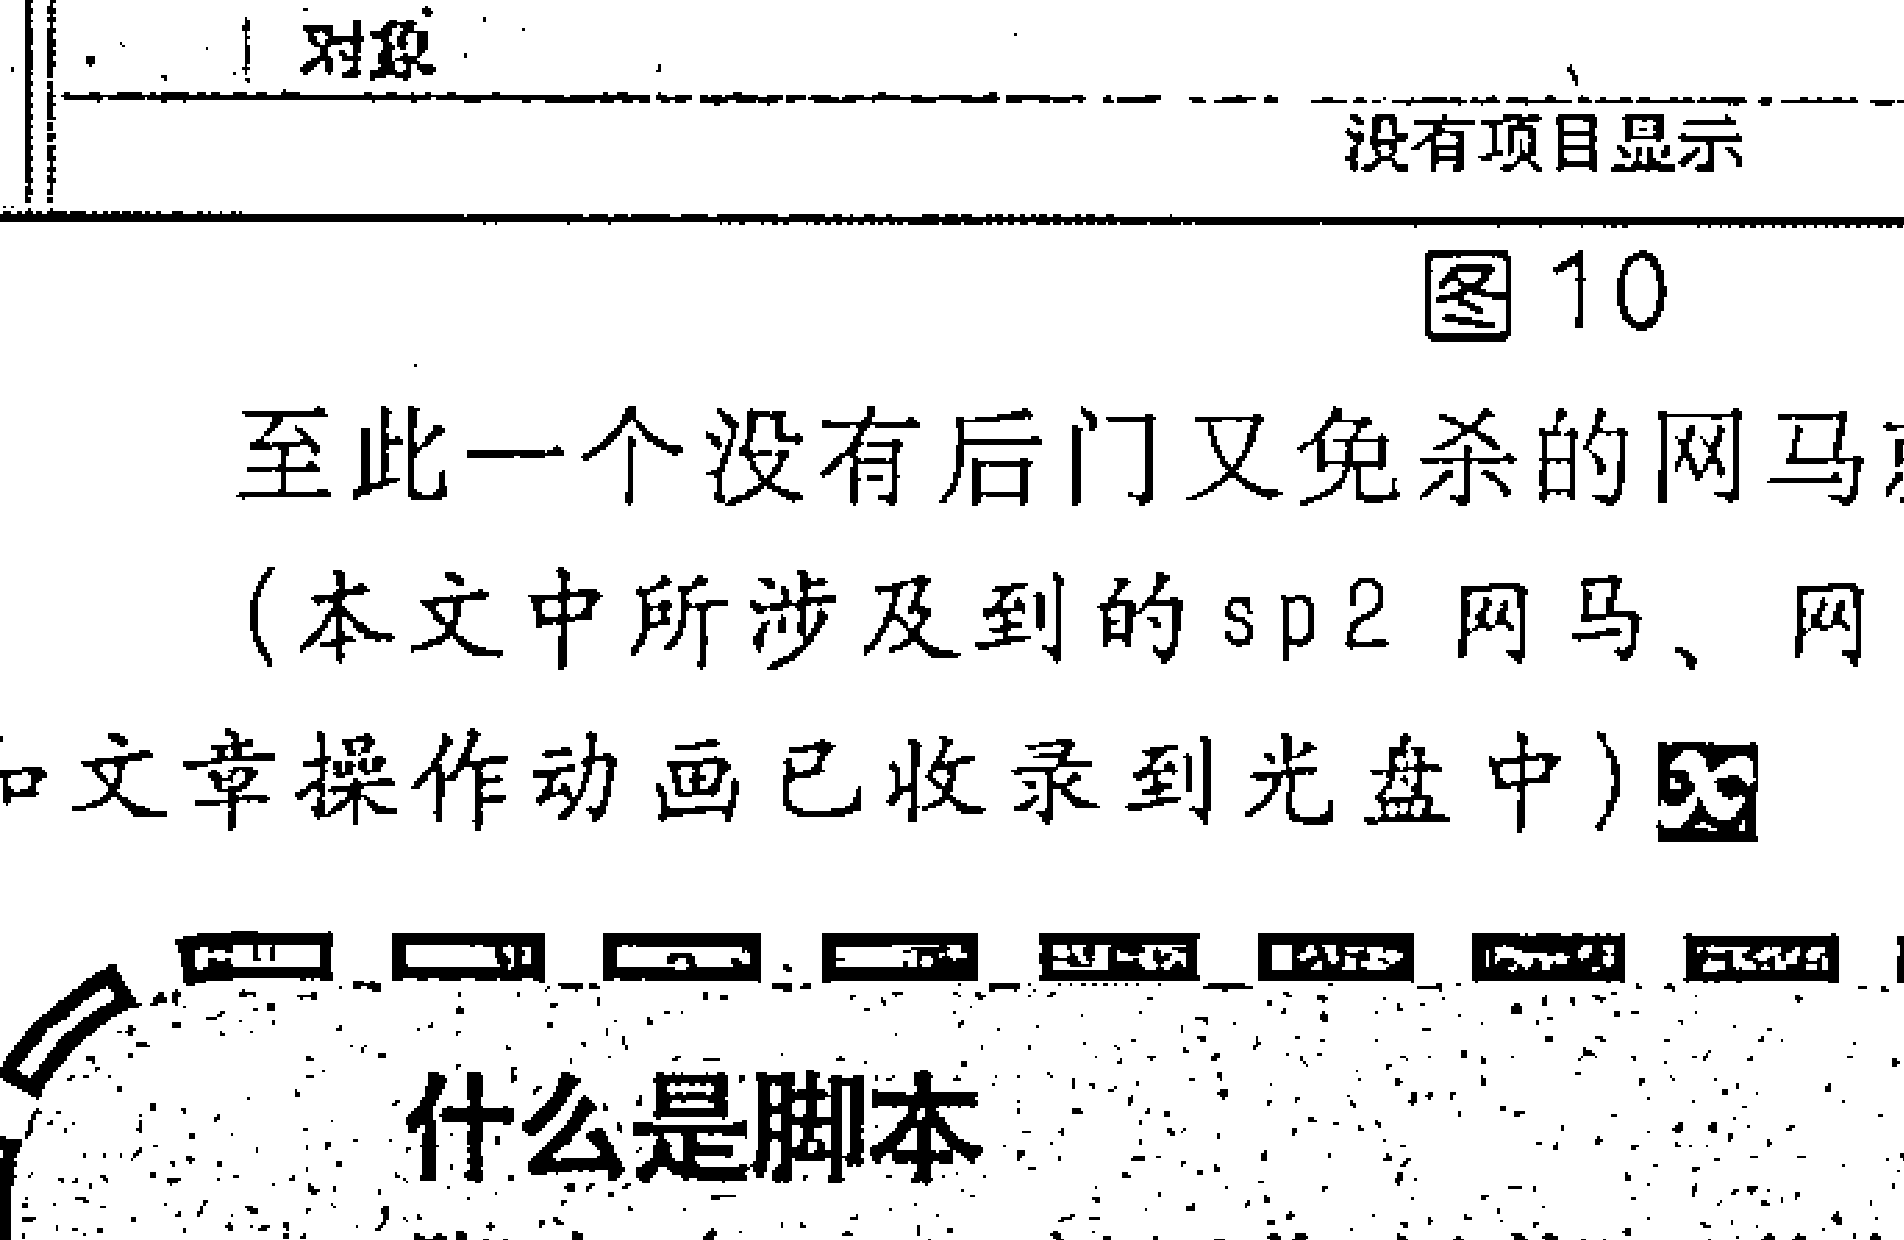 对象
没有项目显示
图 10
至此一个没有后门又免杀的网马
(本文中所涉及到的sp2 网马、网
文章操作动画已收录到光盘中)
什么是脚本